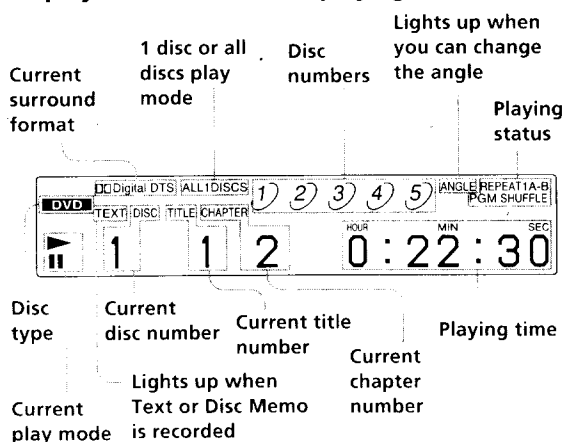 Lights up when
you can change
the angle
1 disc or all
discs play
mode
Disc
numbers
Current
surround
format
Playing
status
Digital DTS ALL1DISCS 1 2 3 4 5 ANGLE REPEAT1A-B
PGM SHUFFLE
DVD TEXT DISC TITLE CHAPTER
HOUR MIN SEC
1 1 2 0:22:30
Disc
type
Current
disc number
Current title
number
Playing time
Current
chapter
number
Lights up when
Text or Disc Memo
is recorded
Current
play mode